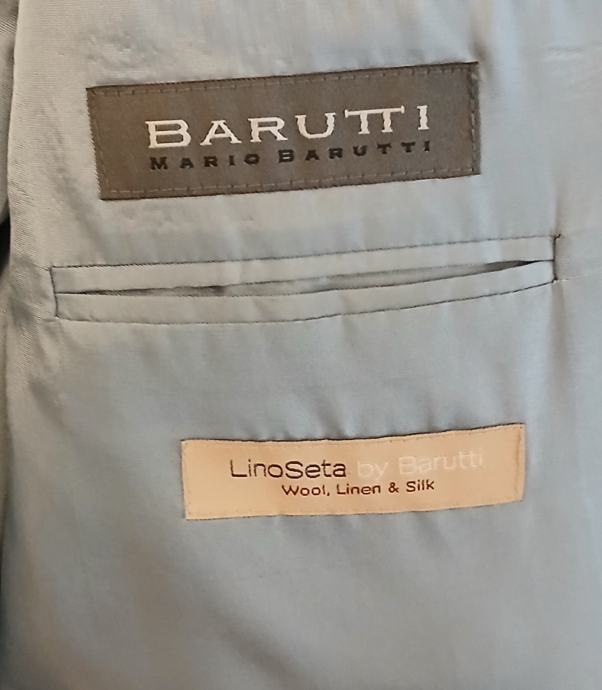 BARUTTI
MARIO BARUTTI
LinoSeta by Barutti
Wool, Linen & Silk